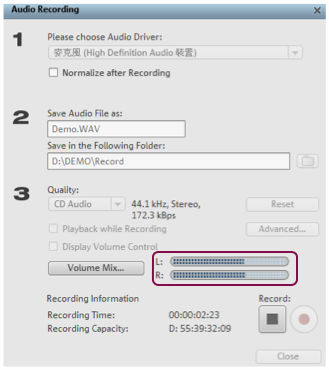 Audio Recording
1
Please choose Audio Driver:
麥克風 (High Definition Audio 裝置)
Normalize after Recording
2
Save Audio File as:
Demo.WAV
Save in the Following Folder:
D:\DEMO\Record
3
Quality:
CD Audio
44.1 kHz, Stereo,
172.3 kBps
Reset
Playback while Recording
Advanced...
Display Volume Control
Volume Mix...
L:
R:
Recording Information
Record:
Recording Time: 00:00:02:23
Recording Capacity: D: 55:39:32:09
Close